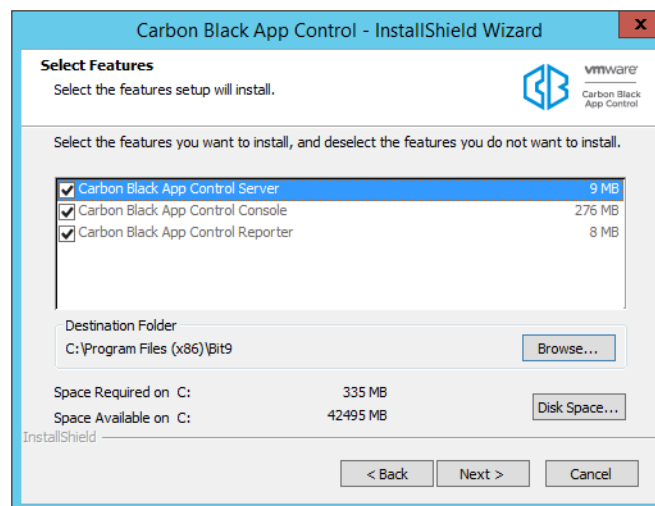 Carbon Black App Control - InstallShield Wizard
x
Select Features
Select the features setup will install.
vmware
Carbon Black
App Control
Select the features you want to install, and deselect the features you do not want to install.
Carbon Black App Control Server 9 MB
Carbon Black App Control Console 276 MB
Carbon Black App Control Reporter 8 MB
Destination Folder
C:\Program Files (x86)\Bit9
Browse...
Space Required on C: 335 MB
Space Available on C: 42495 MB
Disk Space...
InstallShield
< Back Next > Cancel